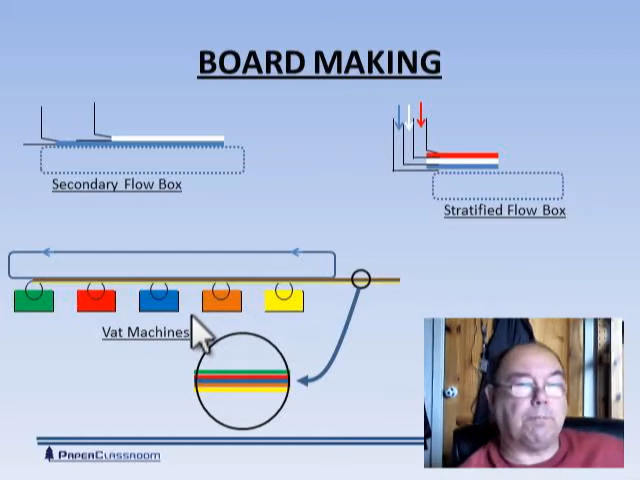 BOARD MAKING
Secondary Flow Box
Stratified Flow Box
Vat Machines
PAPERCLASSROOM